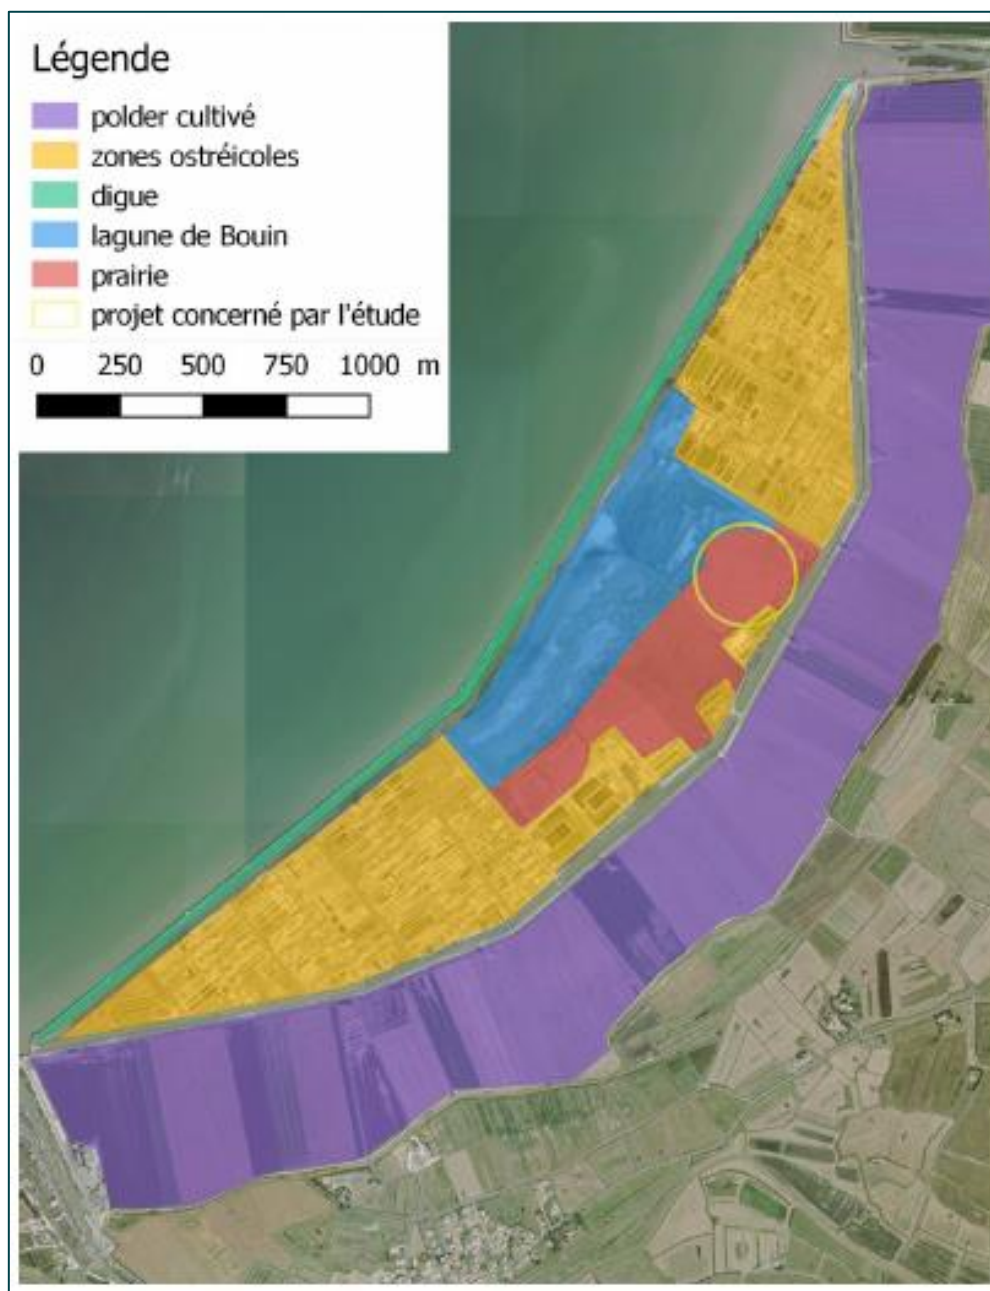 Légende
polder cultivé
zones ostréicoles
digue
lagune de Bouin
prairie
projet concerné par l'étude
0 250 500 750 1000 m